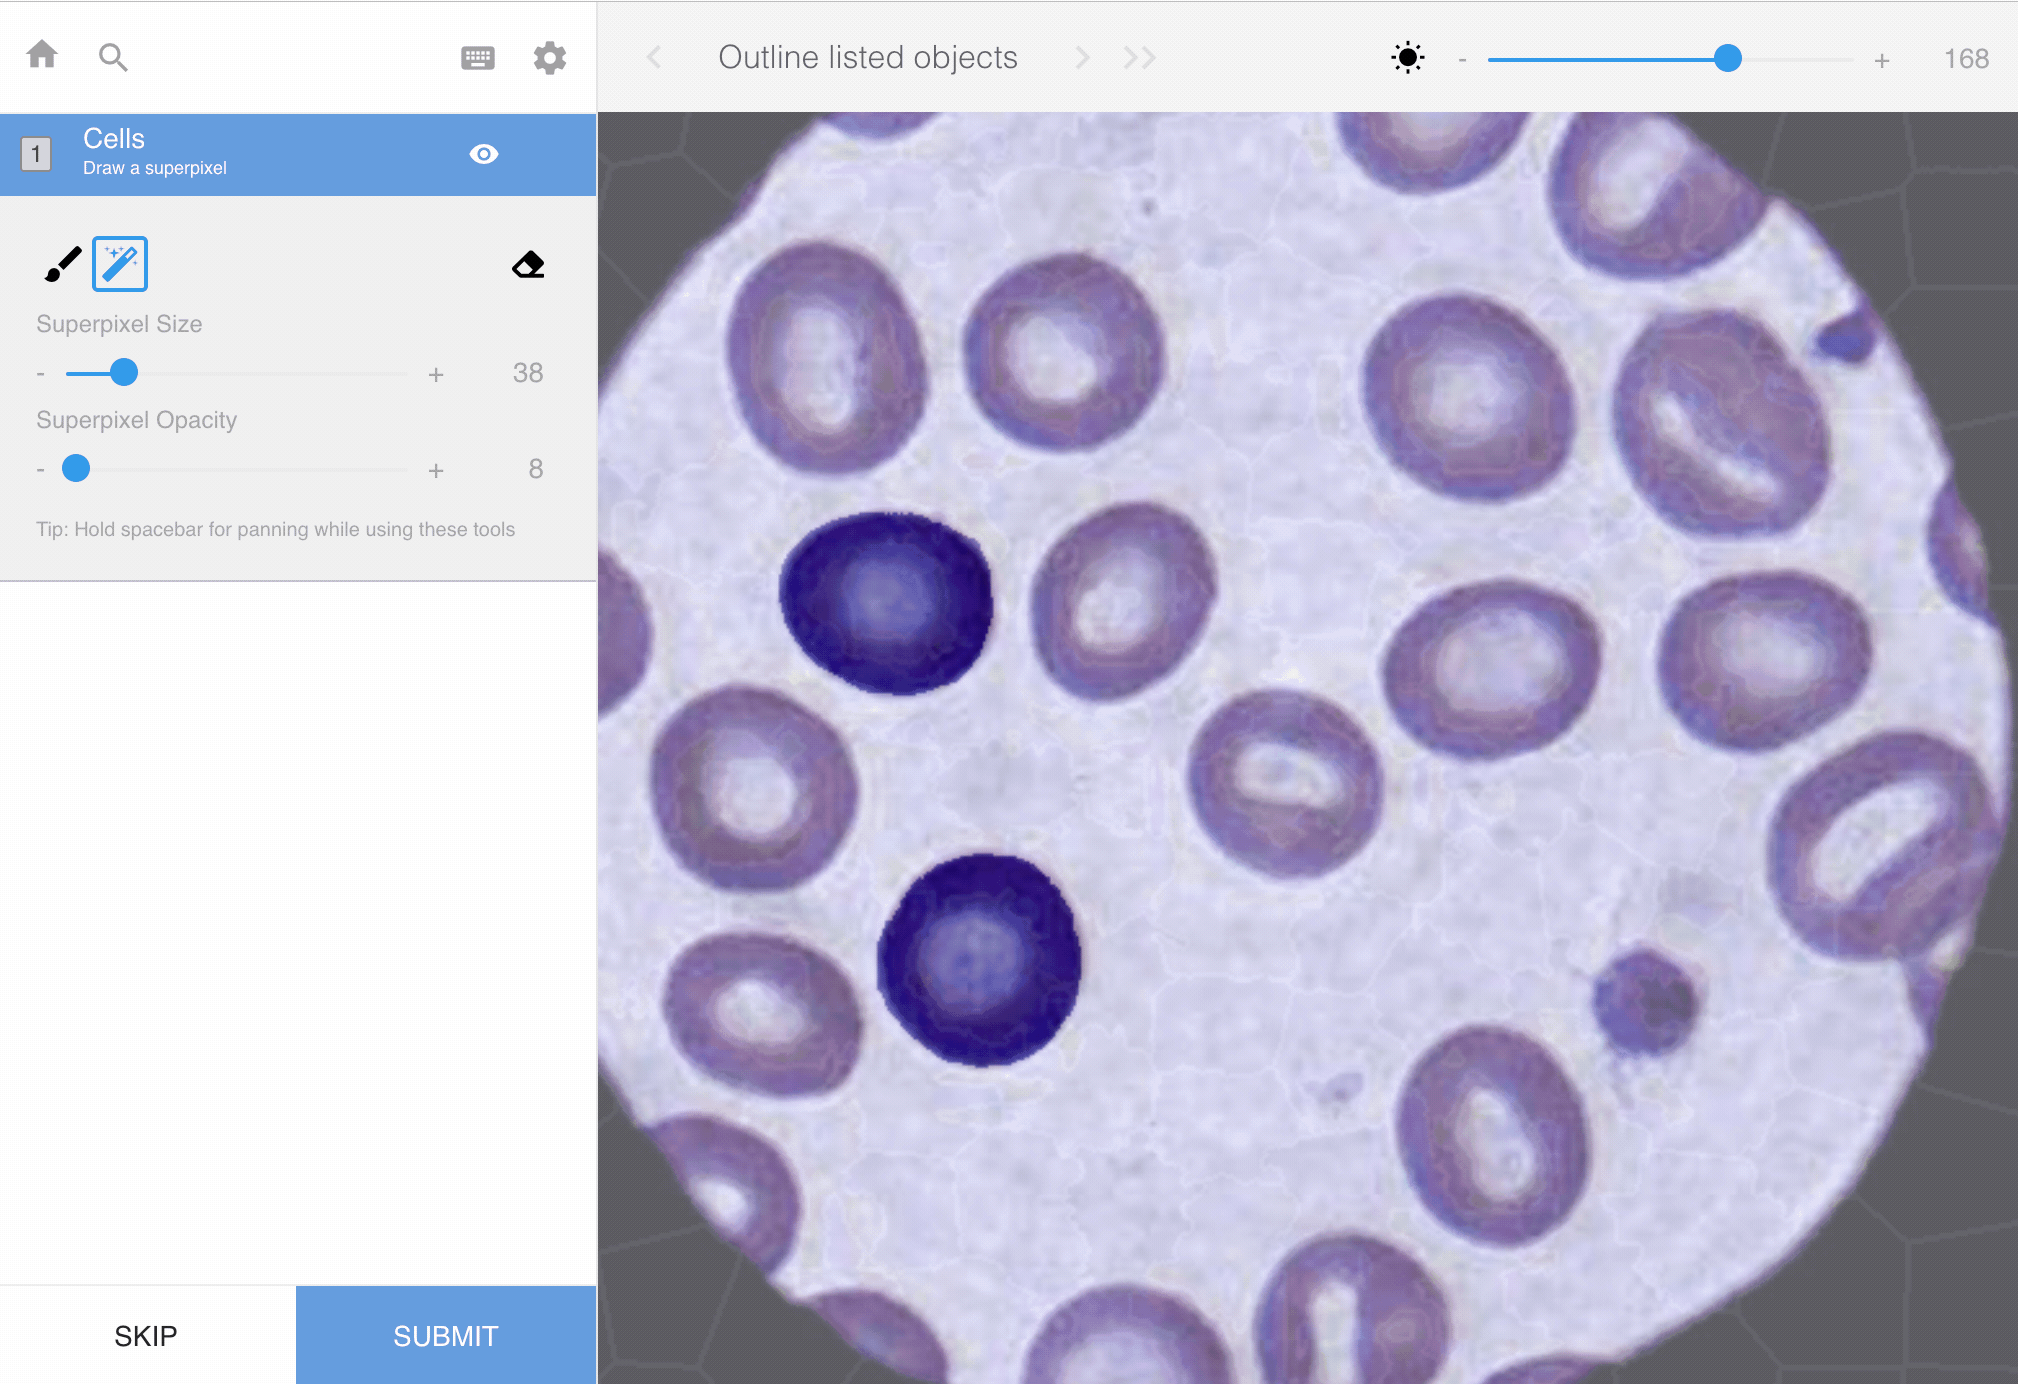 Outline listed objects
- + 168
1 Cells
Draw a superpixel
Superpixel Size
- + 38
Superpixel Opacity
- + 8
Tip: Hold spacebar for panning while using these tools
SKIP SUBMIT